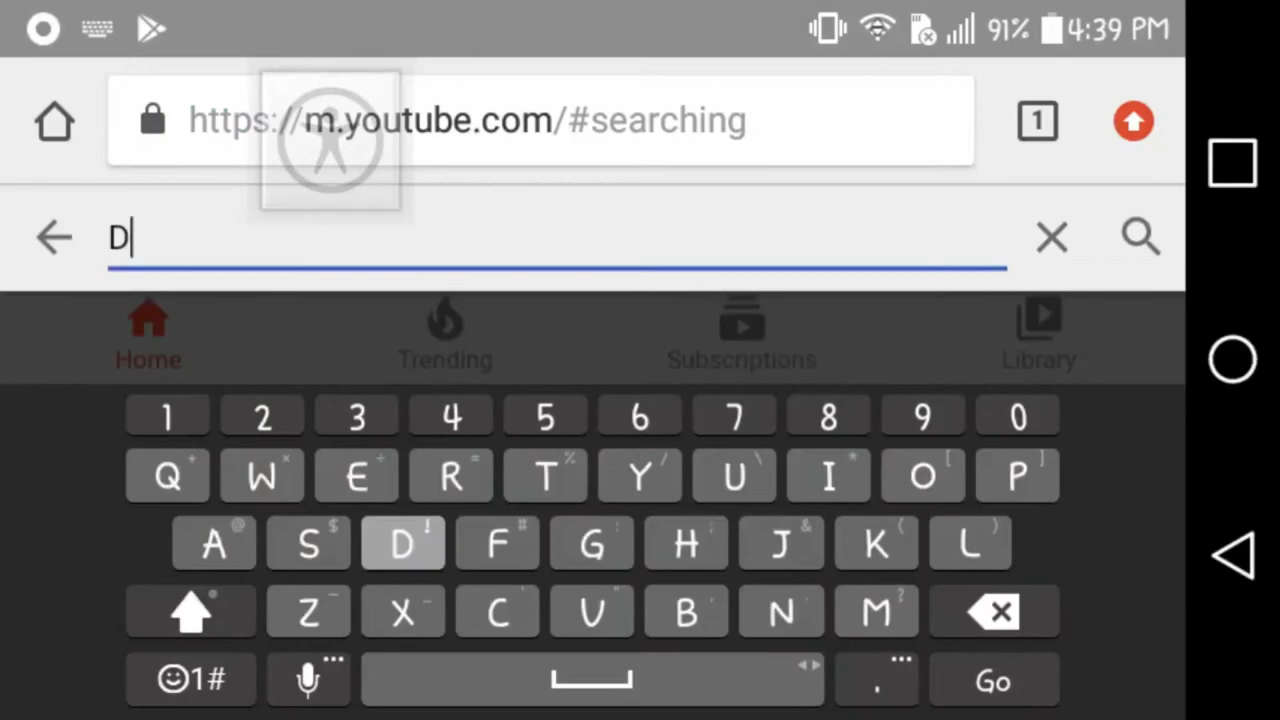 91% 4:39 PM
https://m.youtube.com/#searching 1
D
Home Trending Subscriptions Library
1 2 3 4 5 6 7 8 9 0
Q + W × E ÷ R = T % Y / U \ I * O [ P ]
A @ S $ D ! F # G : H ; J & K ( L )
Z – X - C ' V " B , N . M ?
1# ... . ... Go